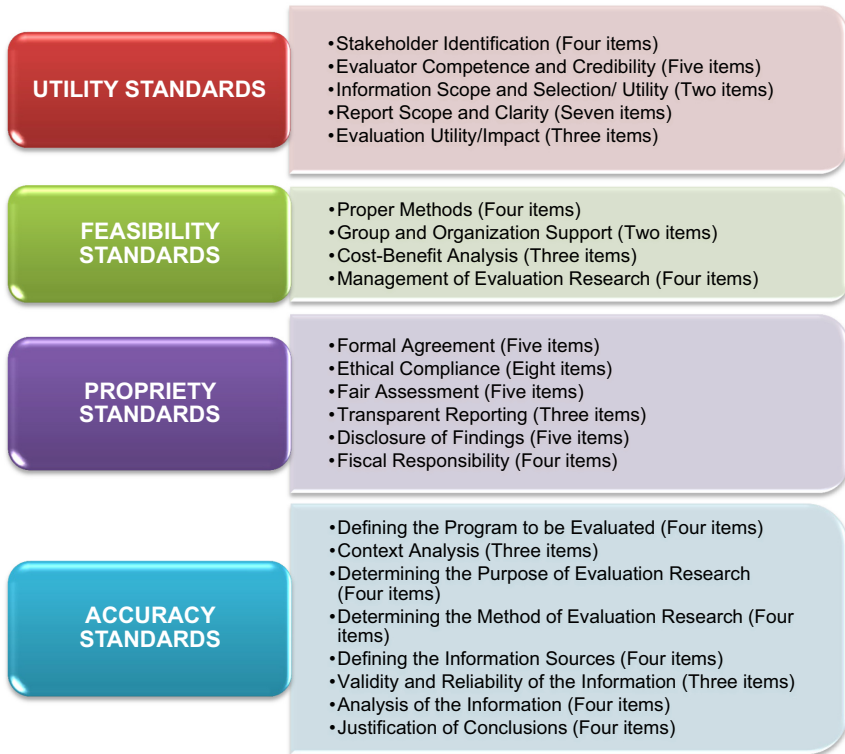 UTILITY STANDARDS
•Stakeholder Identification (Four items)
•Evaluator Competence and Credibility (Five items)
•Information Scope and Selection/ Utility (Two items)
•Report Scope and Clarity (Seven items)
•Evaluation Utility/Impact (Three items)
FEASIBILITY
STANDARDS
•Proper Methods (Four items)
•Group and Organization Support (Two items)
•Cost-Benefit Analysis (Three items)
•Management of Evaluation Research (Four items)
PROPRIETY
STANDARDS
•Formal Agreement (Five items)
•Ethical Compliance (Eight items)
•Fair Assessment (Five items)
•Transparent Reporting (Three items)
•Disclosure of Findings (Five items)
•Fiscal Responsibility (Four items)
ACCURACY
STANDARDS
•Defining the Program to be Evaluated (Four items)
•Context Analysis (Three items)
•Determining the Purpose of Evaluation Research
(Four items)
•Determining the Method of Evaluation Research (Four
items)
•Defining the Information Sources (Four items)
•Validity and Reliability of the Information (Three items)
•Analysis of the Information (Four items)
•Justification of Conclusions (Four items)